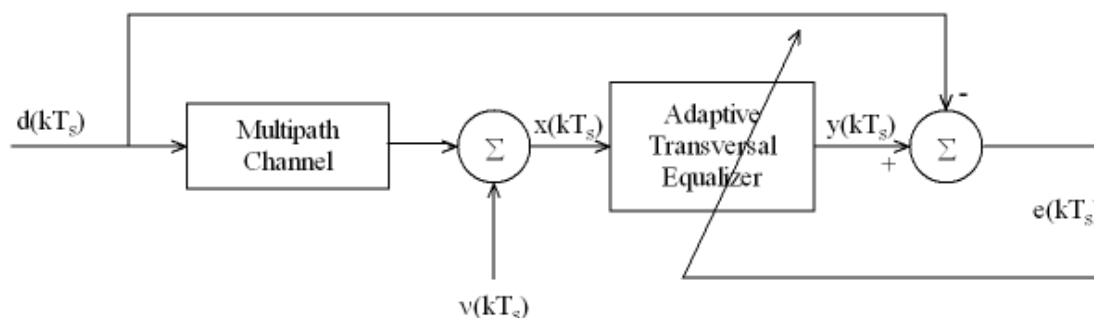 d(kTₛ)
Multipath
Channel
Σ
x(kTₛ)
Adaptive
Transversal
Equalizer
y(kTₛ)
+
-
Σ
e(kTₛ)
ν(kTₛ)